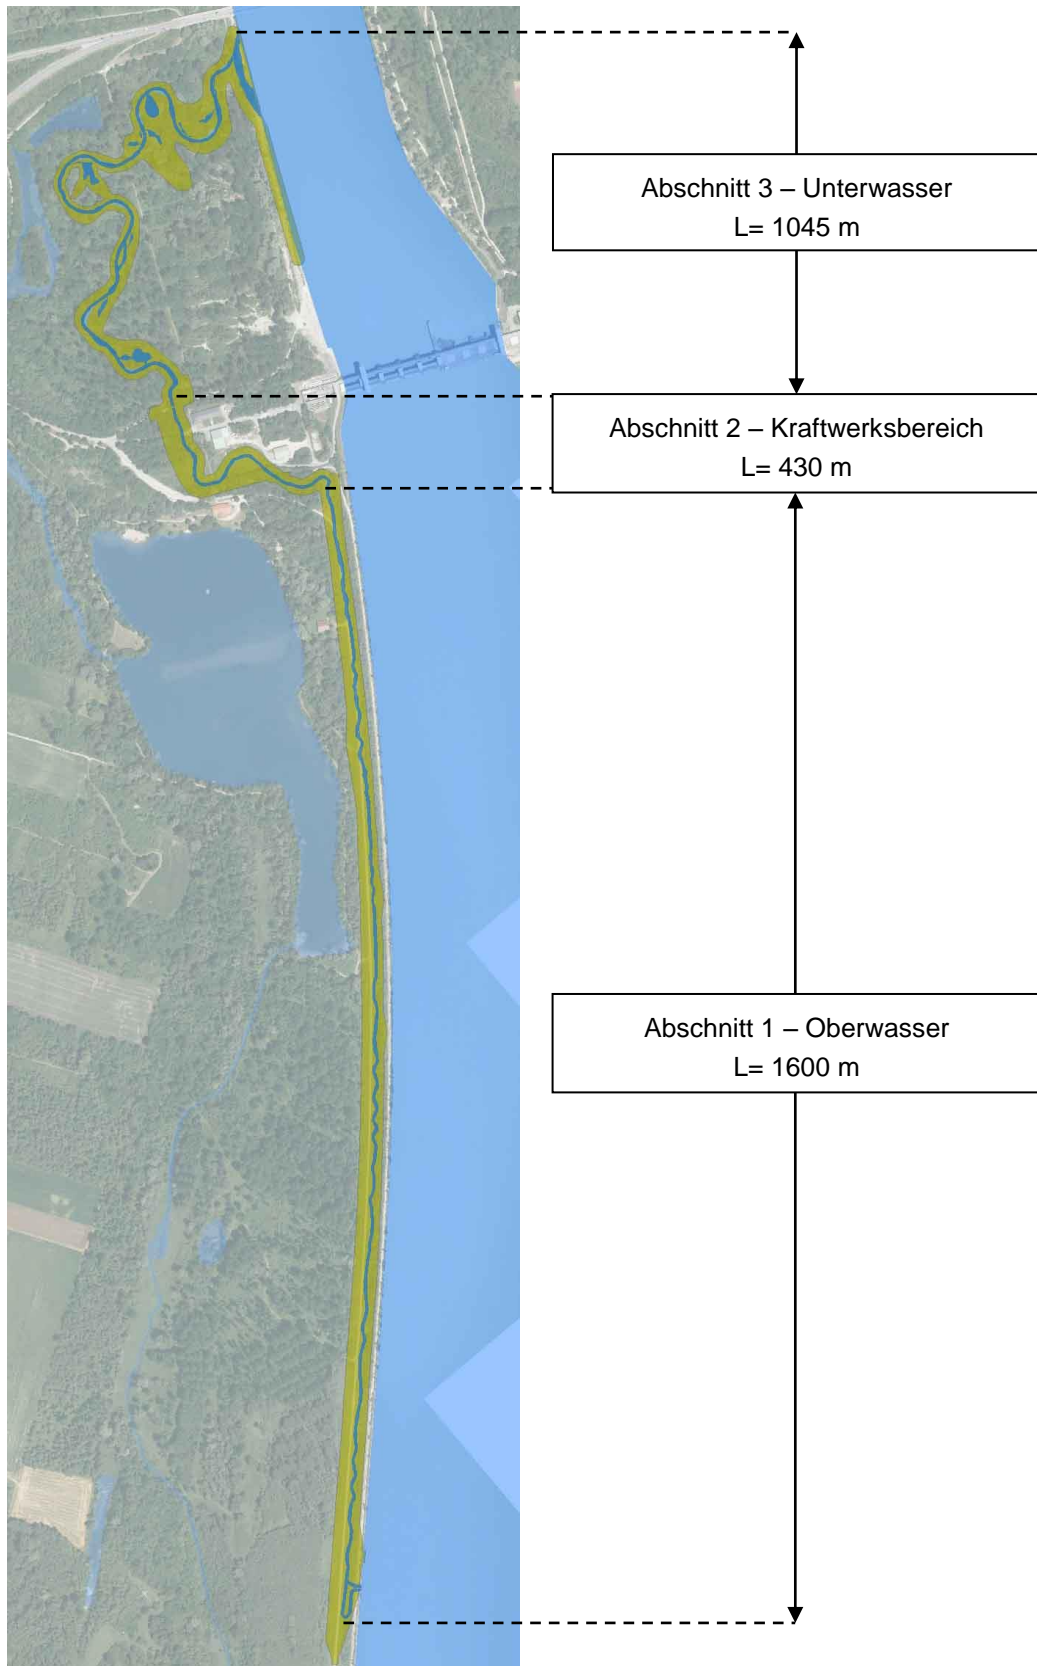 Abschnitt 3 – Unterwasser
L= 1045 m
Abschnitt 2 – Kraftwerksbereich
L= 430 m
Abschnitt 1 – Oberwasser
L= 1600 m